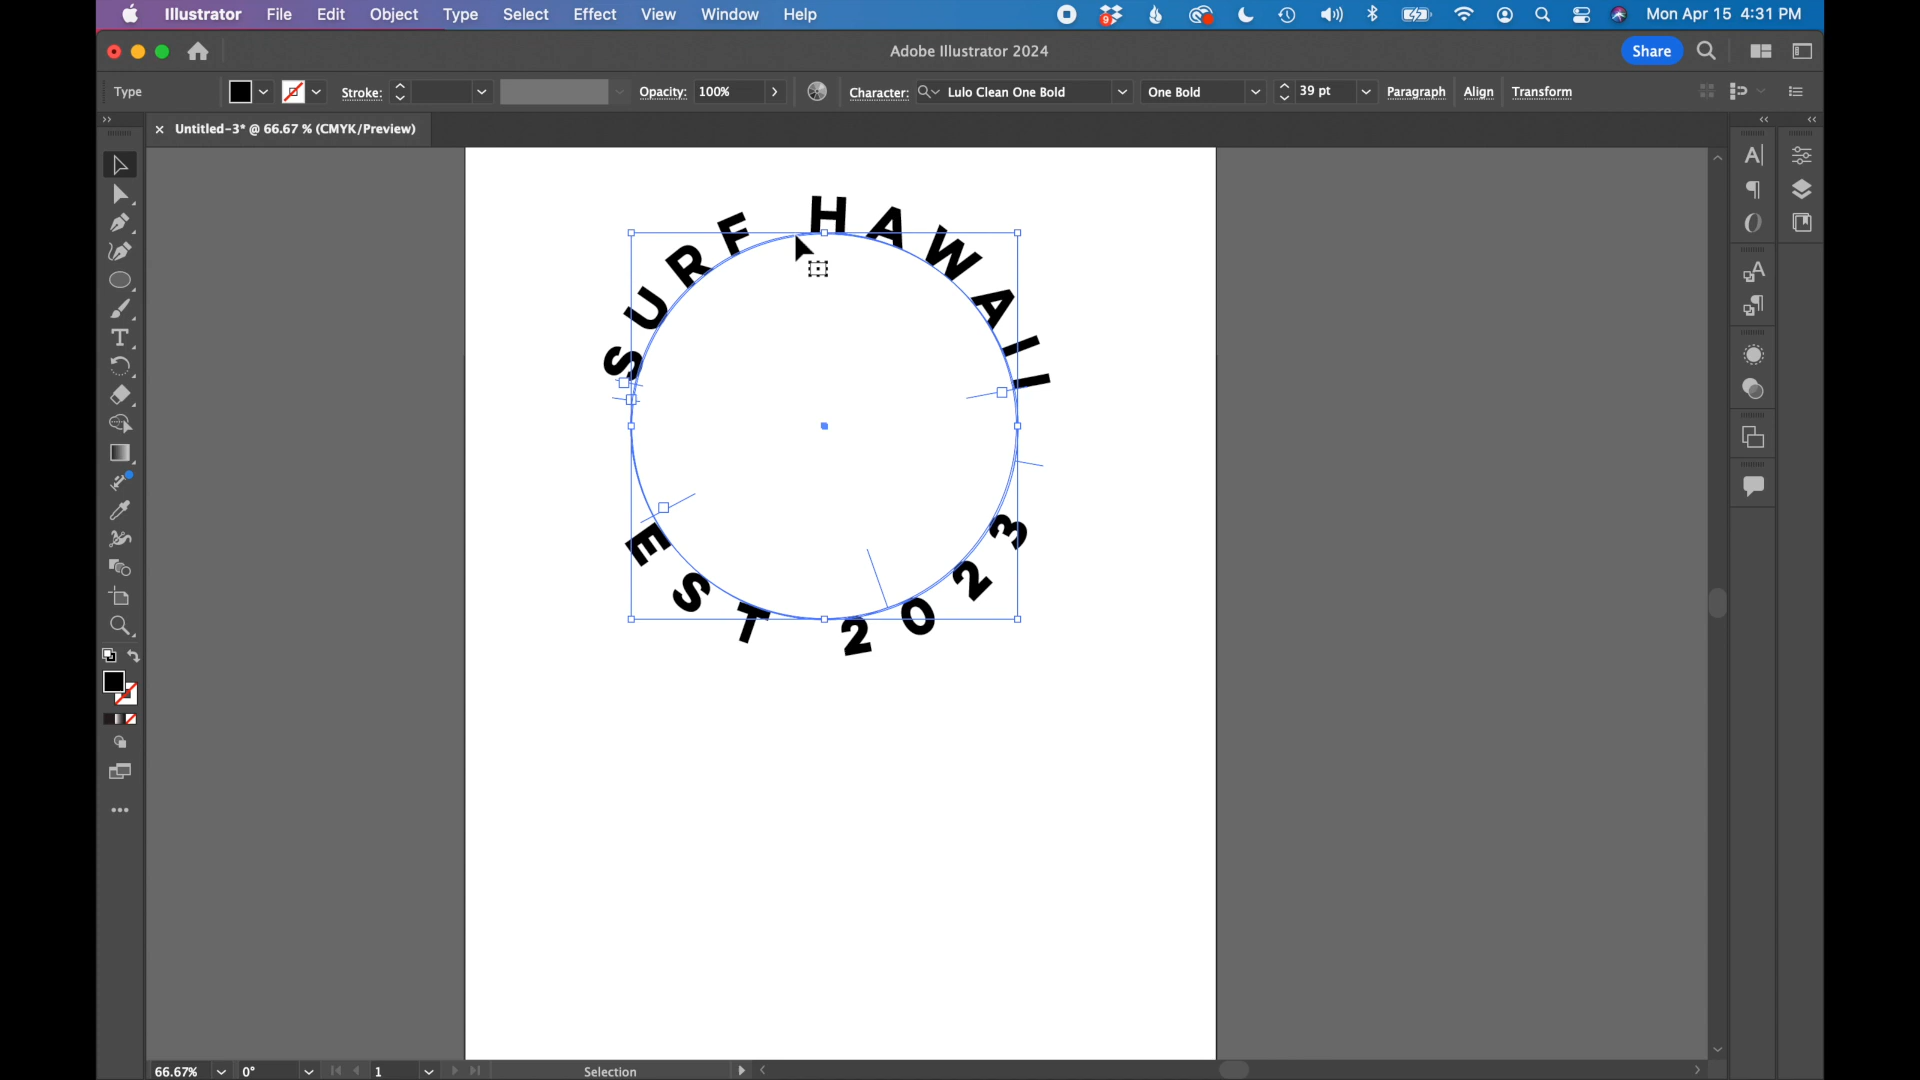 Illustrator File Edit Object Type Select Effect View Window Help
9
Mon Apr 15 4:31 PM
Adobe Illustrator 2024
Share
Type
Stroke:
Opacity: 100%
Character: Lulo Clean One Bold
One Bold
39 pt
Paragraph
Align
Transform
× Untitled-3* @ 66.67 % (CMYK/Preview)
SURF HAWAII
EST 2023
66.67%
0°
1
Selection